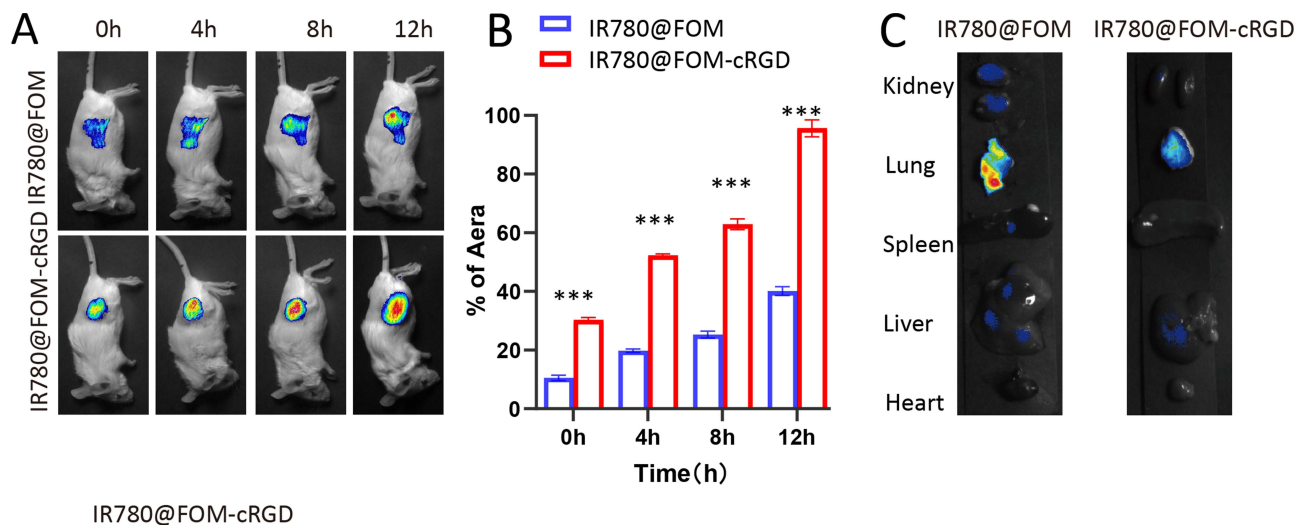 A
0h 4h 8h 12h
IR780@FOM
IR780@FOM-cRGD
B
IR780@FOM
IR780@FOM-cRGD
% of Aera
100
80
60
40
20
0
***
***
***
***
0h 4h 8h 12h
Time(h)
C
IR780@FOM IR780@FOM-cRGD
Kidney
Lung
Spleen
Liver
Heart
IR780@FOM-cRGD